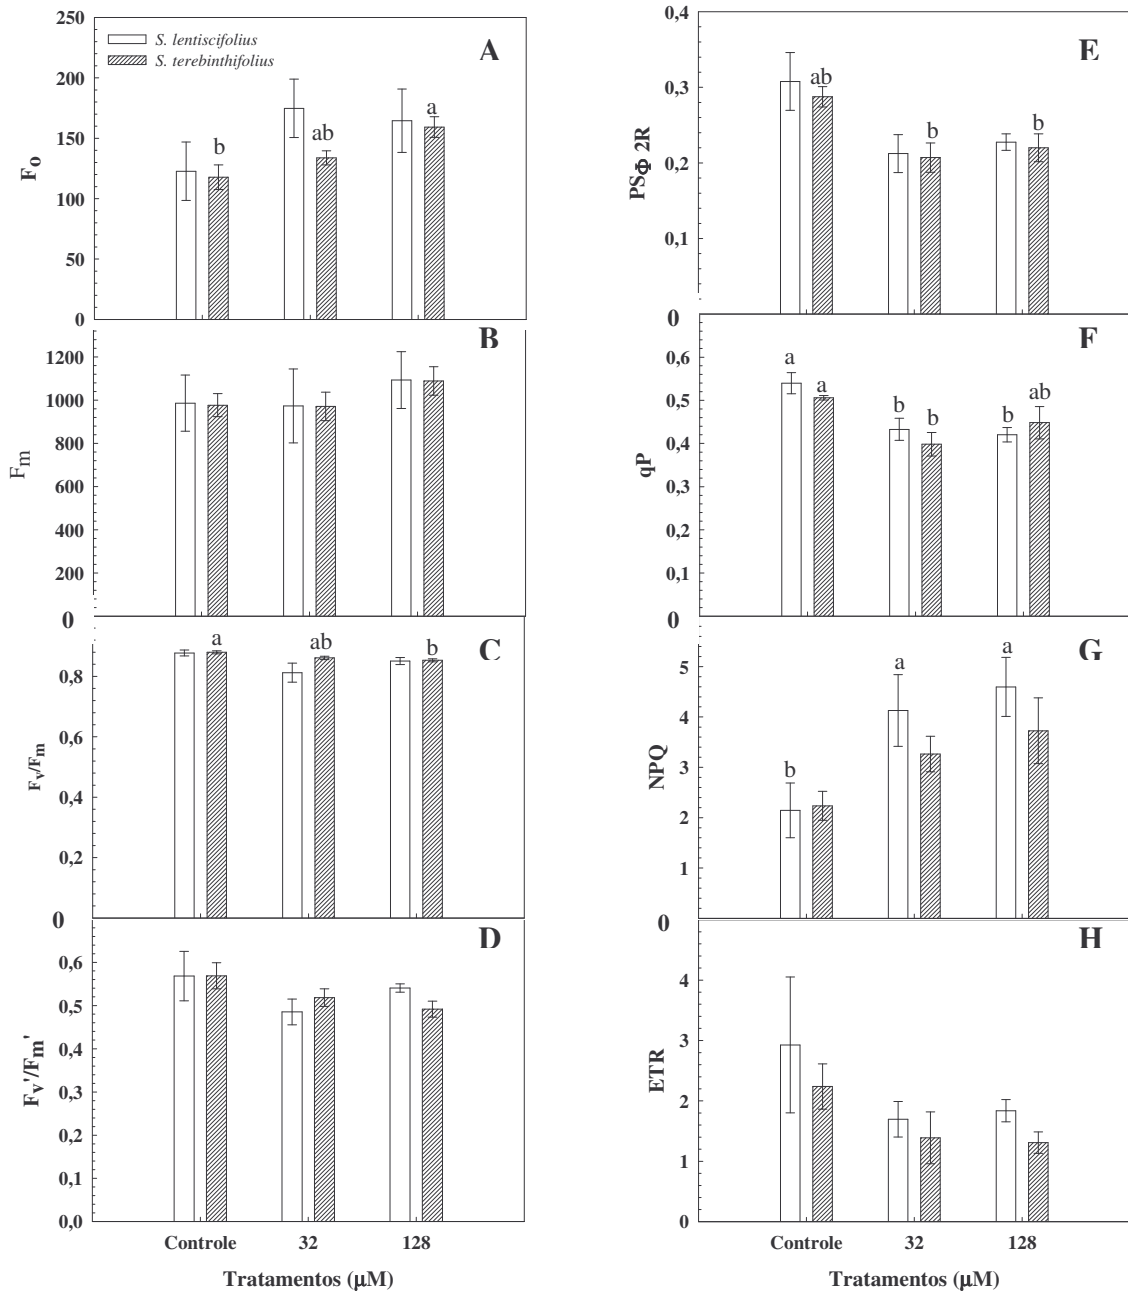 250
200
150
100
50
0
Fo
S. lentiscifolius
S. terebinthifolius
A
b
ab
a
1200
1000
800
600
400
200
0
Fm
B
0,8
0,6
0,4
0,2
0
Fv/Fm
C
a
ab
b
0,6
0,5
0,4
0,3
0,2
0,1
0,0
Fv'/Fm'
D
Controle 32 128
Tratamentos (µM)
0,4
0,3
0,2
0,1
0
PSΦ 2R
E
ab
b
b
0,6
0,5
0,4
0,3
0,2
0,1
0
qP
F
a
a
b
b
b
ab
5
4
3
2
1
0
NPQ
G
b
a
a
4
3
2
1
0
ETR
H
Controle 32 128
Tratamentos (µM)